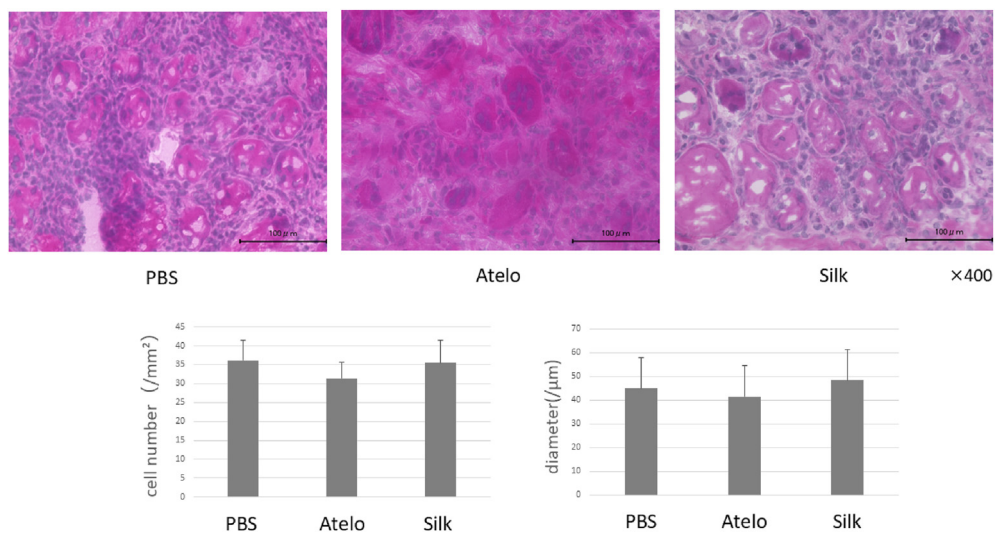 100 μm
100 μm
100 μm
PBS
Atelo
Silk
×400
cell number (/mm²)
45
40
35
30
25
20
15
10
5
0
PBS
Atelo
Silk
diameter(/μm)
70
60
50
40
30
20
10
0
PBS
Atelo
Silk